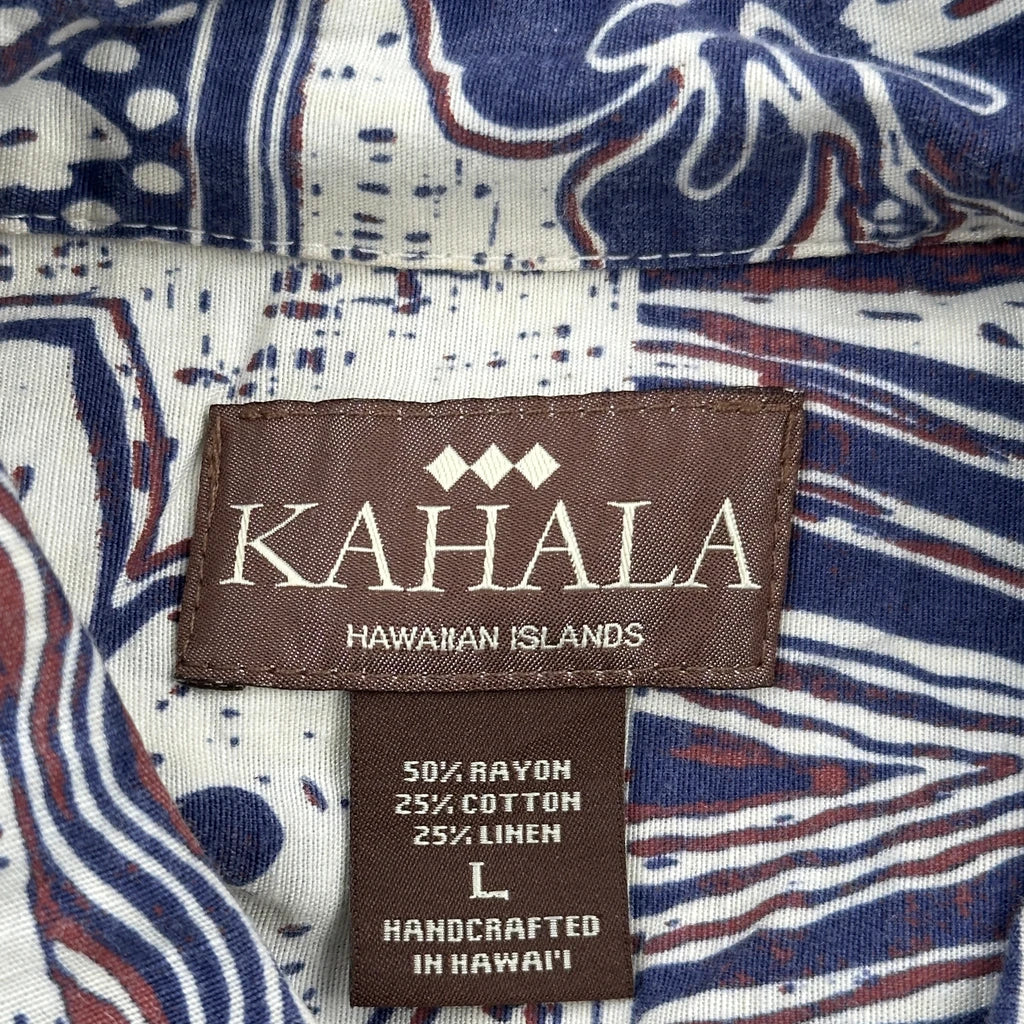 KAHALA
HAWAIIAN ISLANDS
50% RAYON
25% COTTON
25% LINEN
L
HANDCRAFTED
IN HAWAI'I